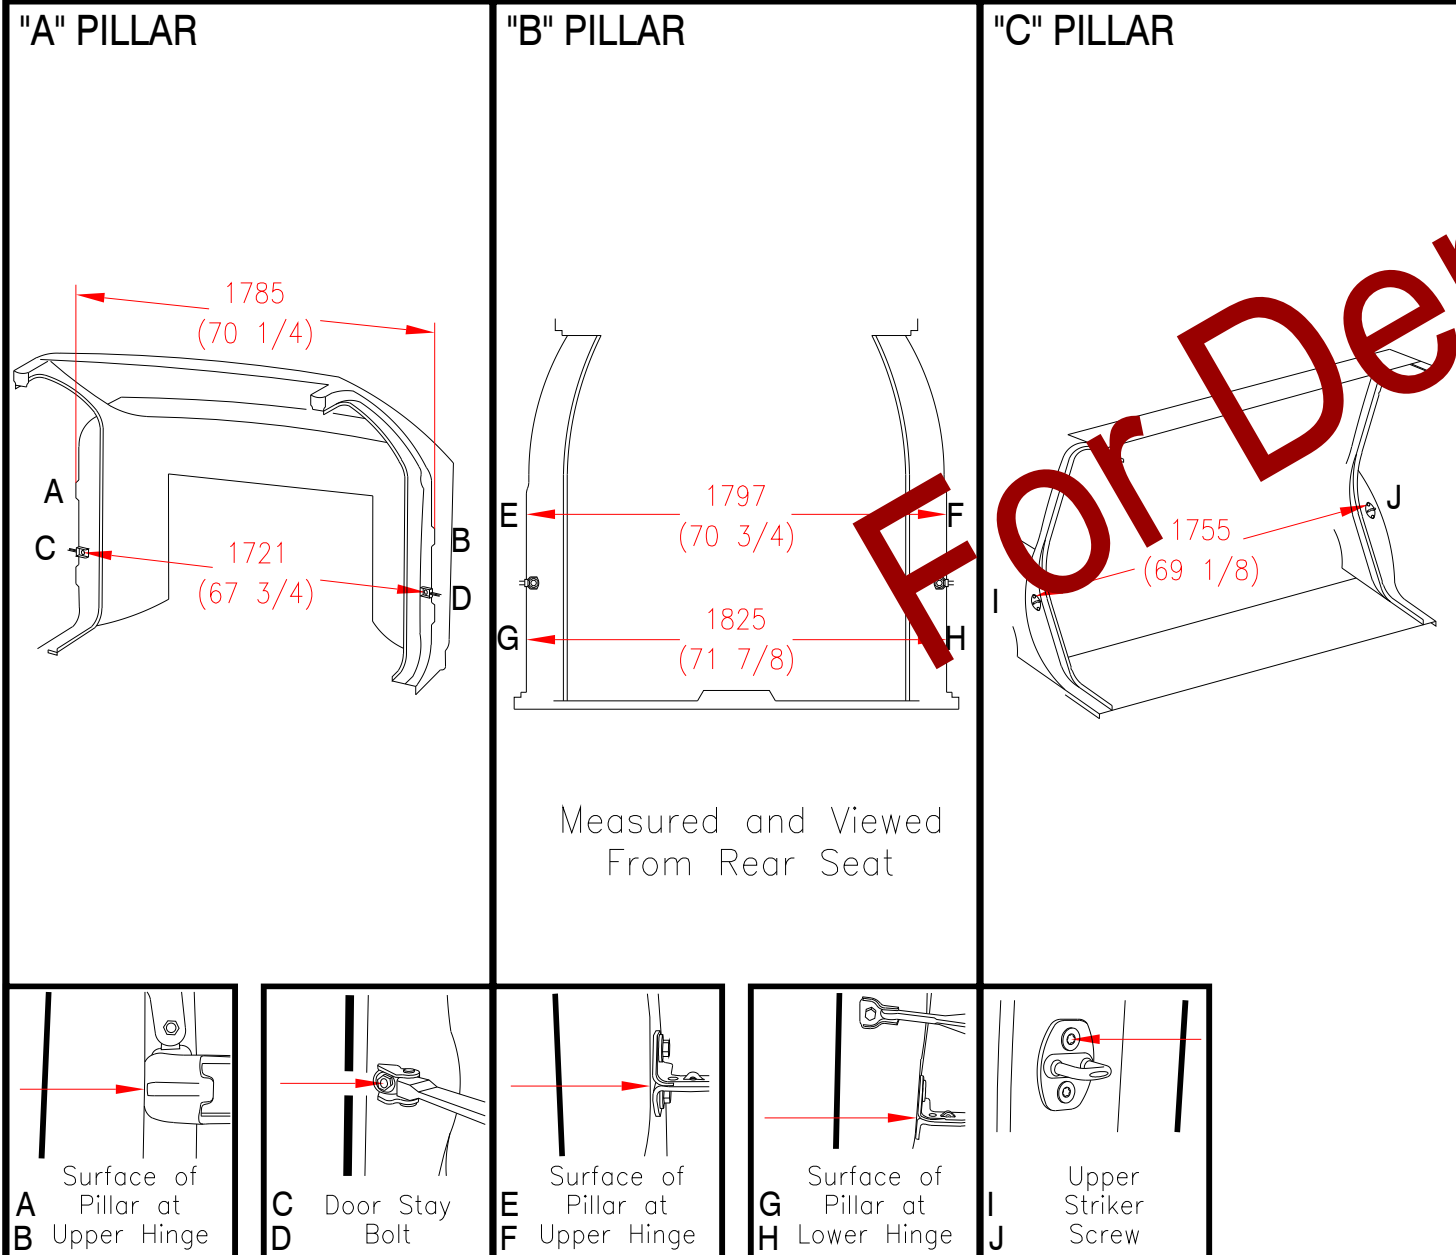 "A" PILLAR
1785
(70 1/4)
A
B
C
D
1721
(67 3/4)
"B" PILLAR
E
1797
(70 3/4)
F
G
1825
(71 7/8)
H
Measured and Viewed
From Rear Seat
"C" PILLAR
J
1755
(69 1/8)
I
For
A
B
Surface of
Pillar at
Upper Hinge
C
D
Door Stay
Bolt
E
F
Surface of
Pillar at
Upper Hinge
G
H
Surface of
Pillar at
Lower Hinge
I
J
Upper
Striker
Screw